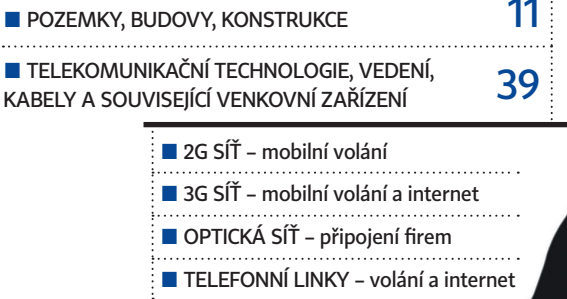 ■ POZEMKY, BUDOVY, KONSTRUKCE 11
■ TELEKOMUNIKAČNÍ TECHNOLOGIE, VEDENÍ,
KABELY A SOUVISEJÍCÍ VENKOVNÍ ZAŘÍZENÍ 39
■ 2G SÍŤ – mobilní volání
■ 3G SÍŤ – mobilní volání a internet
■ OPTICKÁ SÍŤ – připojení firem
■ TELEFONNÍ LINKY – volání a internet